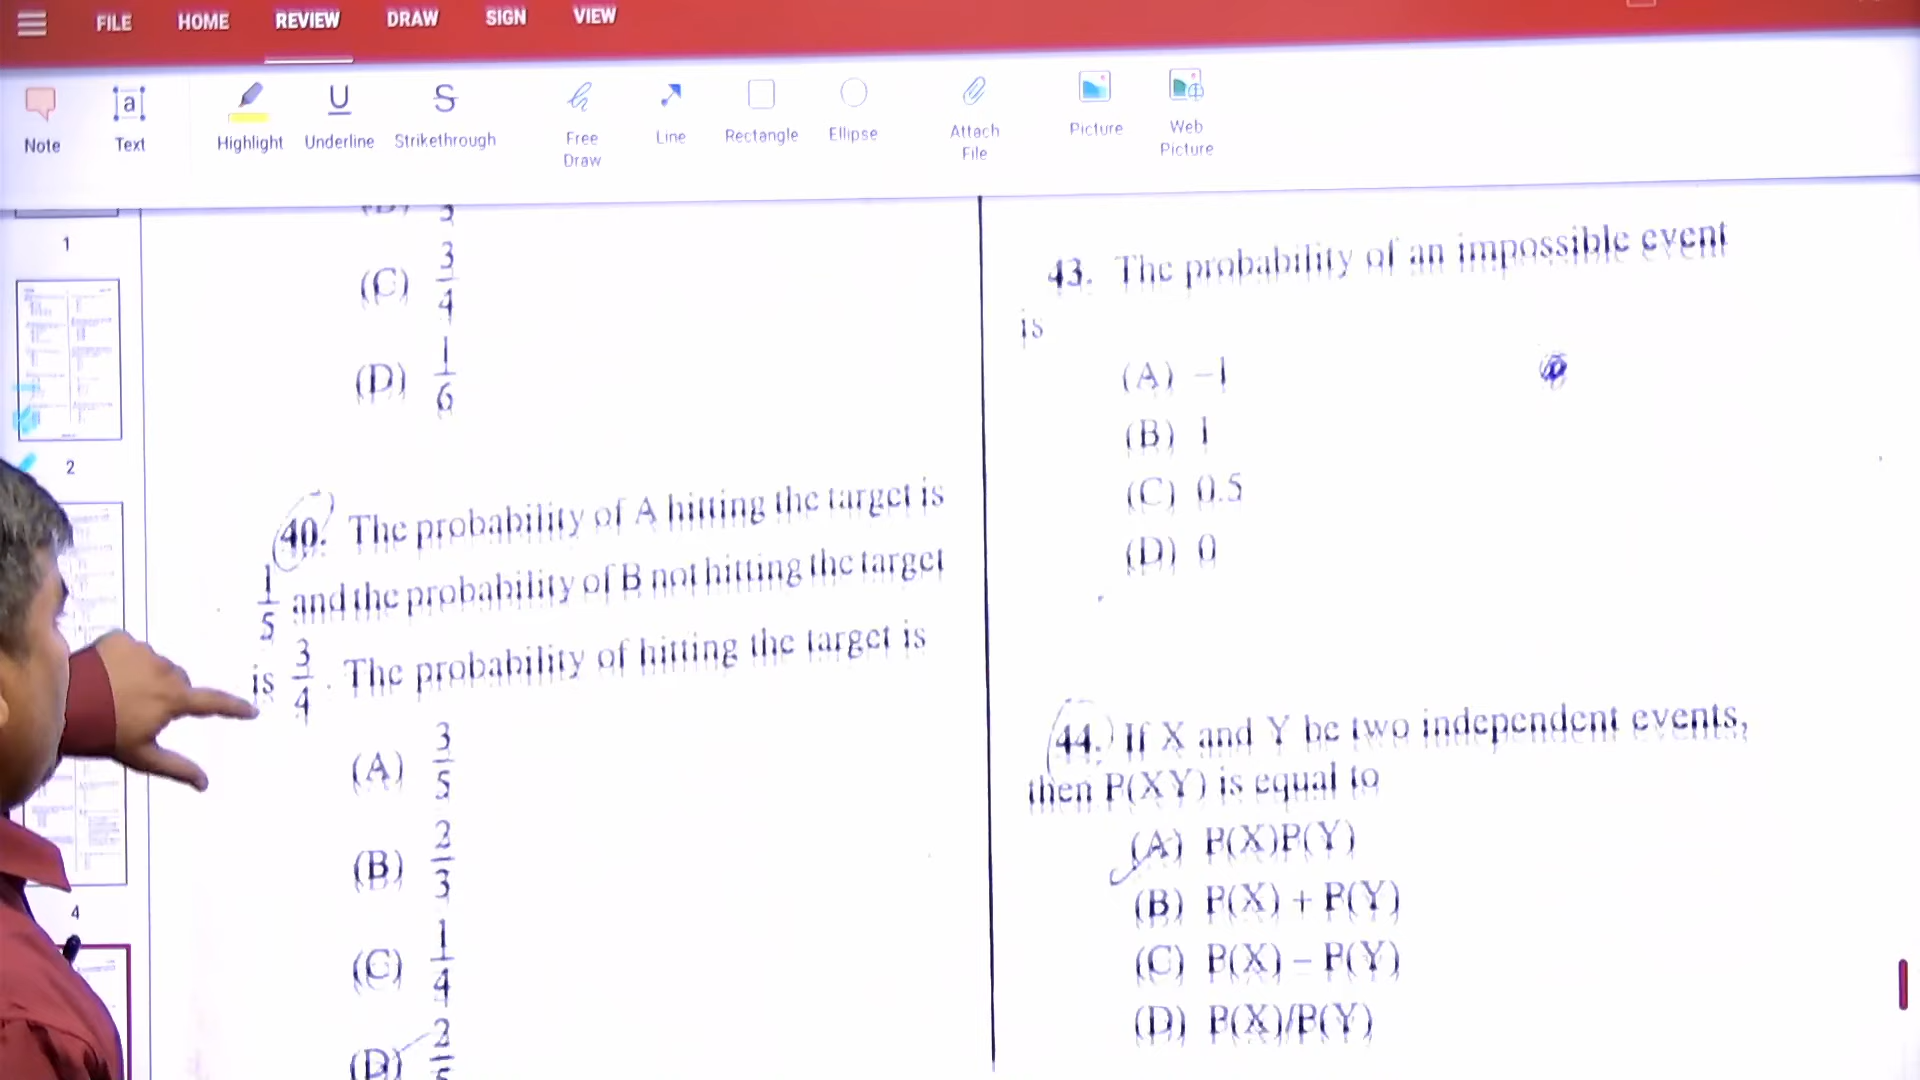 FILE HOME REVIEW DRAW SIGN VIEW
Note Text Highlight Underline Strikethrough Free Draw Line Rectangle Ellipse Attach File Picture Web Picture
1
2
4
(C) 3/4
(D) 1/6
40. The probability of A hitting the target is
1/5 and the probability of B not hitting the target
is 3/4. The probability of hitting the target is
(A) 3/5
(B) 2/3
(C) 1/4
(D) 2/5
43. The probability of an impossible event
is
(A) –1
(B) 1
(C) 0.5
(D) 0
44. If X and Y be two independent events,
then P(XY) is equal to
(A) P(X)P(Y)
(B) P(X) + P(Y)
(C) P(X) – P(Y)
(D) P(X)/P(Y)